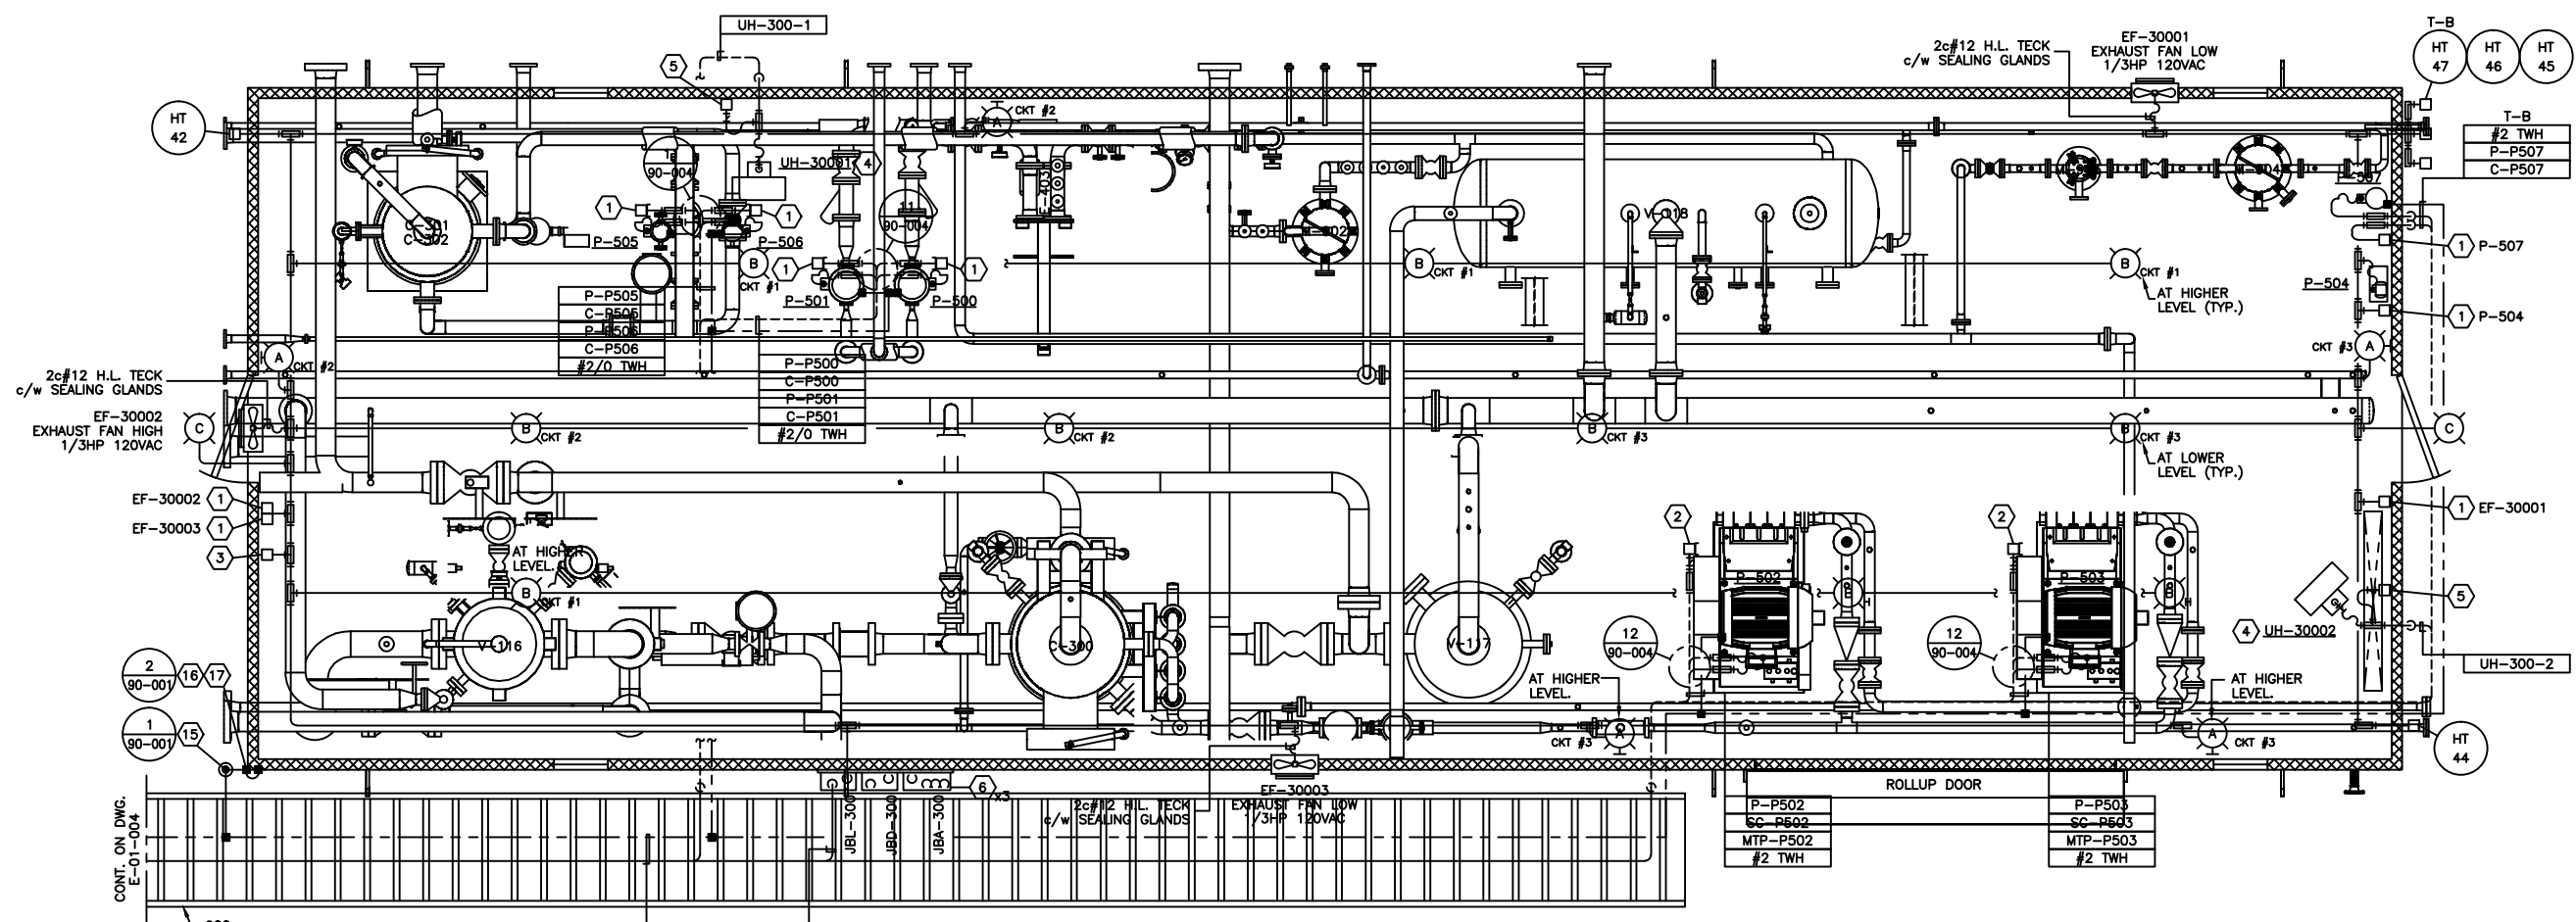 UH-300-1
5
2c#12 H.L. TECK
c/w SEALING GLANDS
EF-30001
EXHAUST FAN LOW
1/3HP 120VAC
T-B
HT
47
HT
46
HT
45
HT
42
CKT #2
A
T-B
#2 TWH
P-P507
C-P507
1
90-004
UH-30001
4
E-403
C-301
C-302
1
1
P-505
P-506
11
90-004
M-902
V-118
M-904
P-507
1
P-507
B
CKT #1
1
1
P-501
P-500
B
CKT #1
B
CKT #1
AT HIGHER
LEVEL (TYP.)
P-504
1
P-504
P-P505
C-P505
P-P506
C-P506
#2/0 TWH
A
CKT #2
CKT #3
A
P-P500
C-P500
P-P501
C-P501
#2/0 TWH
2c#12 H.L. TECK
c/w SEALING GLANDS
EF-30002
EXHAUST FAN HIGH
1/3HP 120VAC
C
B
CKT #2
B
CKT #2
B
CKT #3
B
CKT #3
C
AT LOWER
LEVEL (TYP.)
EF-30002
1
EF-30003
1
3
AT HIGHER
LEVEL.
B
CKT #1
2
2
1
EF-30001
P-502
P-503
B
B
5
V-116
C-300
V-117
12
90-004
12
90-004
4
UH-30002
UH-300-2
2
90-001
16
17
1
90-001
15
AT HIGHER
LEVEL.
CKT #3
A
AT HIGHER
LEVEL.
A
CKT #3
HT
44
ROLLUP DOOR
6
x3
EF-30003
EXHAUST FAN LOW
1/3HP 120VAC
2c#12 H.L. TECK
c/w SEALING GLANDS
JBL-300
JBD-300
JBA-300
P-P502
SC-P502
MTP-P502
#2 TWH
P-P503
SC-P503
MTP-P503
#2 TWH
CONT. ON DWG.
E-01-004